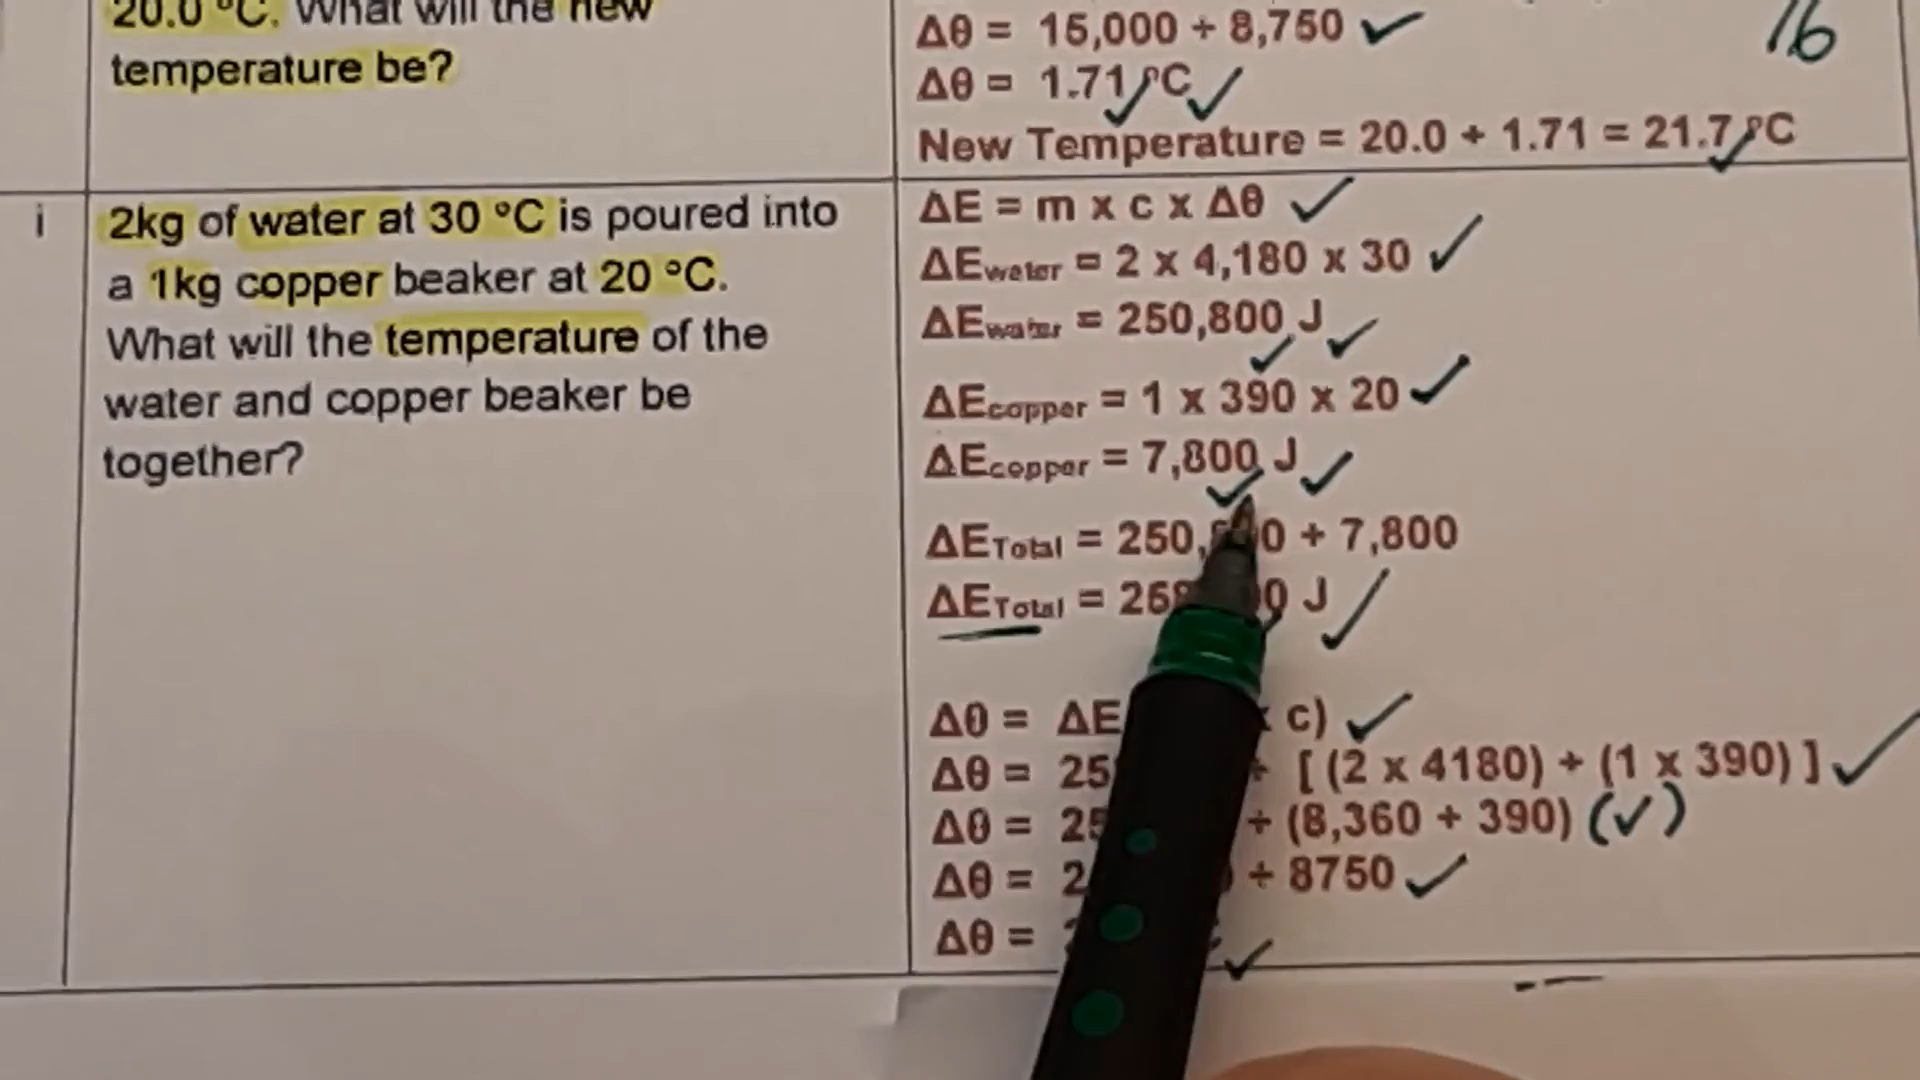 20.0 °C. What will the new
temperature be?
Δθ = 15,000 ÷ 8,750 ✓
Δθ = 1.71 °C ✓✓
New Temperature = 20.0 + 1.71 = 21.7 °C ✓
16
i
2kg of water at 30 °C is poured into
a 1kg copper beaker at 20 °C.
What will the temperature of the
water and copper beaker be
together?
ΔE = m x c x Δθ ✓
ΔEwater = 2 x 4,180 x 30 ✓
ΔEwater = 250,800 J ✓✓
ΔEcopper = 1 x 390 x 20 ✓
ΔEcopper = 7,800 J ✓✓
ΔETotal = 250, 0 + 7,800
ΔETotal = 0 J ✓
Δθ = ΔE c) ✓
Δθ = 25 [ (2 x 4180) + (1 x 390) ] ✓
Δθ = ÷ (8,360 + 390) (✓)
Δθ = 2 ÷ 8750 ✓
Δθ = ✓